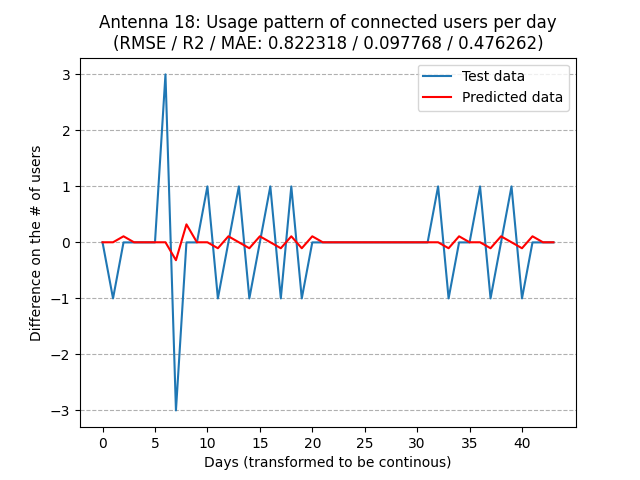 Antenna 18: Usage pattern of connected users per day
(RMSE / R2 / MAE: 0.822318 / 0.097768 / 0.476262)
Test data
Predicted data
Difference on the # of users
3
2
1
0
−1
−2
−3
0 5 10 15 20 25 30 35 40
Days (transformed to be continous)